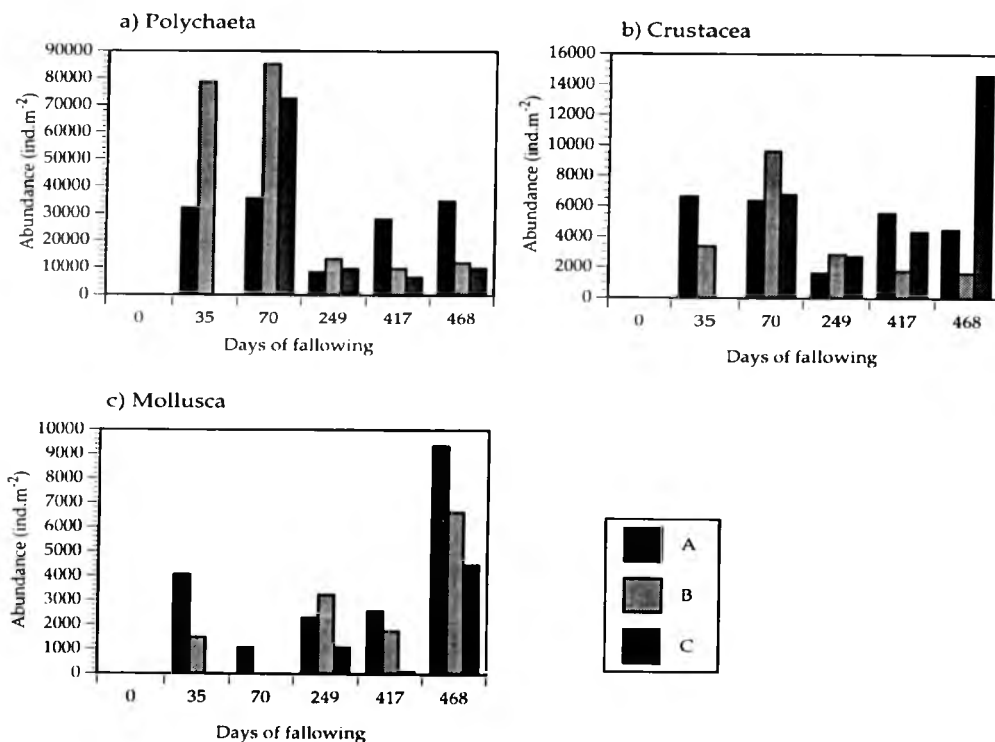 a) Polychaeta
Abundance (ind.m-2)
90000
80000
70000
60000
50000
40000
30000
20000
10000
0
0 35 70 249 417 468
Days of fallowing
b) Crustacea
Abundance (ind.m-2)
16000
14000
12000
10000
8000
6000
4000
2000
0
0 35 70 249 417 468
Days of fallowing
c) Mollusca
Abundance (ind.m-2)
10000
9000
8000
7000
6000
5000
4000
3000
2000
1000
0
0 35 70 249 417 468
Days of fallowing
A
B
C